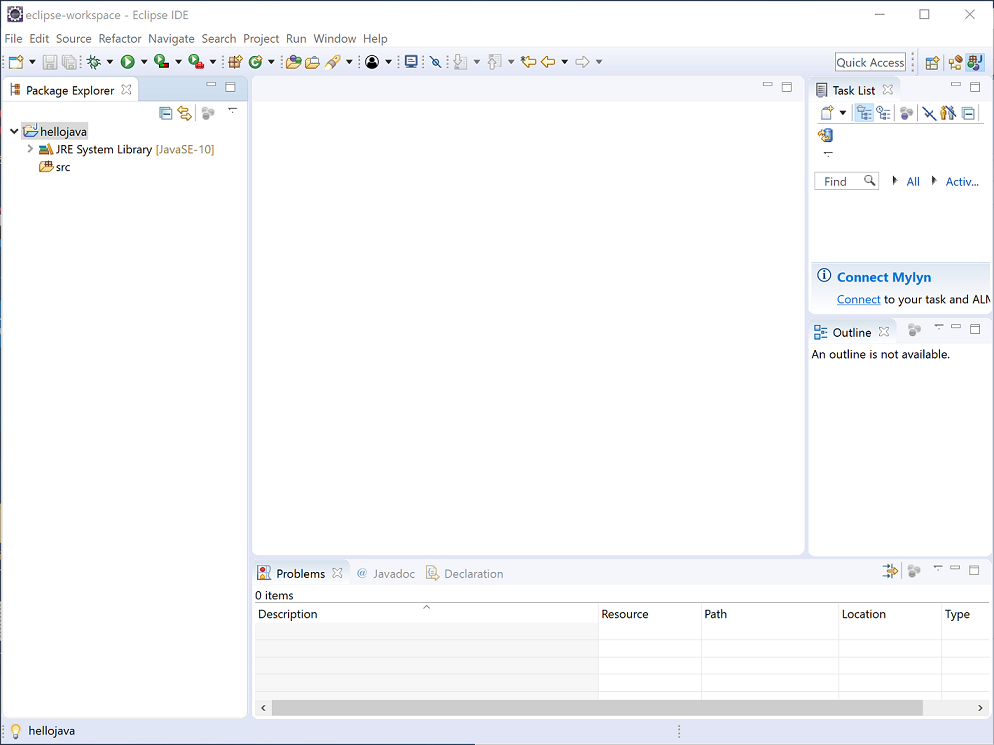 eclipse-workspace - Eclipse IDE
File Edit Source Refactor Navigate Search Project Run Window Help
Quick Access
Package Explorer
hellojava
JRE System Library [JavaSE-10]
src
Task List
Find All Activ...
Connect Mylyn
Connect to your task and ALM
Outline
An outline is not available.
Problems @ Javadoc Declaration
0 items
Description Resource Path Location Type
hellojava